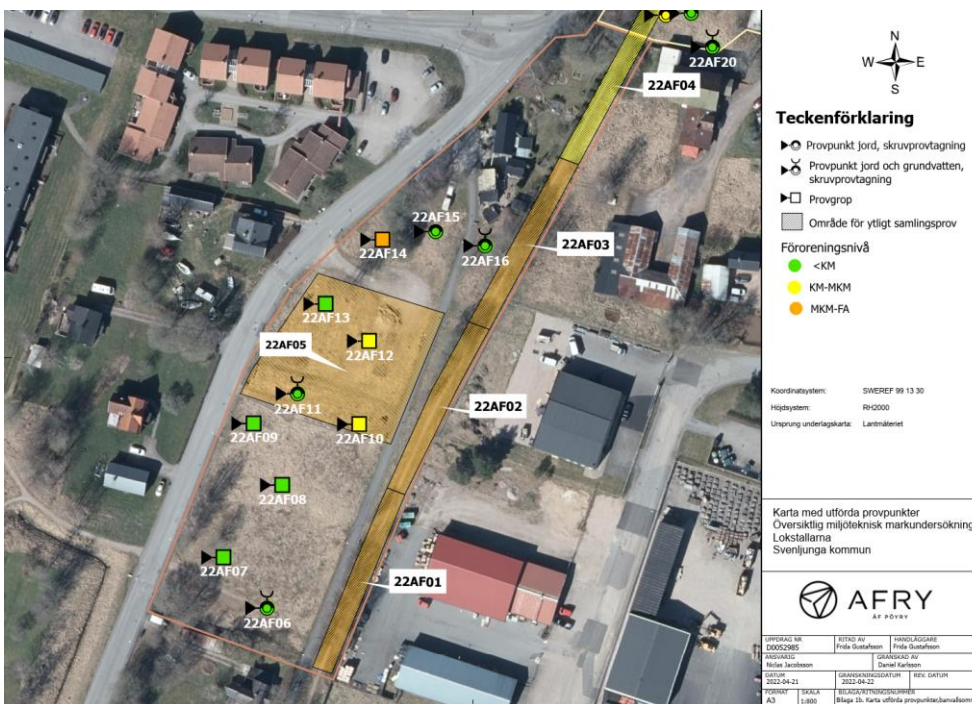 22AF20
22AF04
22AF15
22AF14
22AF16
22AF03
22AF13
22AF05
22AF12
22AF11
22AF02
22AF09
22AF10
22AF08
22AF07
22AF01
22AF06
N
W E
S
Teckenförklaring
Provpunkt jord, skruvprovtagning
Provpunkt jord och grundvatten,
skruvprovtagning
Provgrop
Område för ytligt samlingsprov
Föroreningsnivå
<KM
KM-MKM
MKM-FA
Koordinatsystem: SWEREF 99 13 30
Höjdsystem: RH2000
Ursprung underlagskarta: Lantmäteriet
Karta med utförda provpunkter
Översiktlig miljöteknisk markundersökning
Lokstallarna
Svenljunga kommun
AFRY
ÅF PÖYRY
UPPDRAG NR RITAD AV HANDLÄGGARE
D0052985 Frida Gustafsson Frida Gustafsson
ANSVARIG GRANSKAD AV
Niclas Jacobsson Daniel Karlsson
DATUM GRANSKNINGSDATUM REV. DATUM
2022-04-21 2022-04-22
FORMAT SKALA BILAGA/RITNINGSNUMMER
A3 1:800 Bilaga 1b. Karta utförda provpunkter,banvallsområ